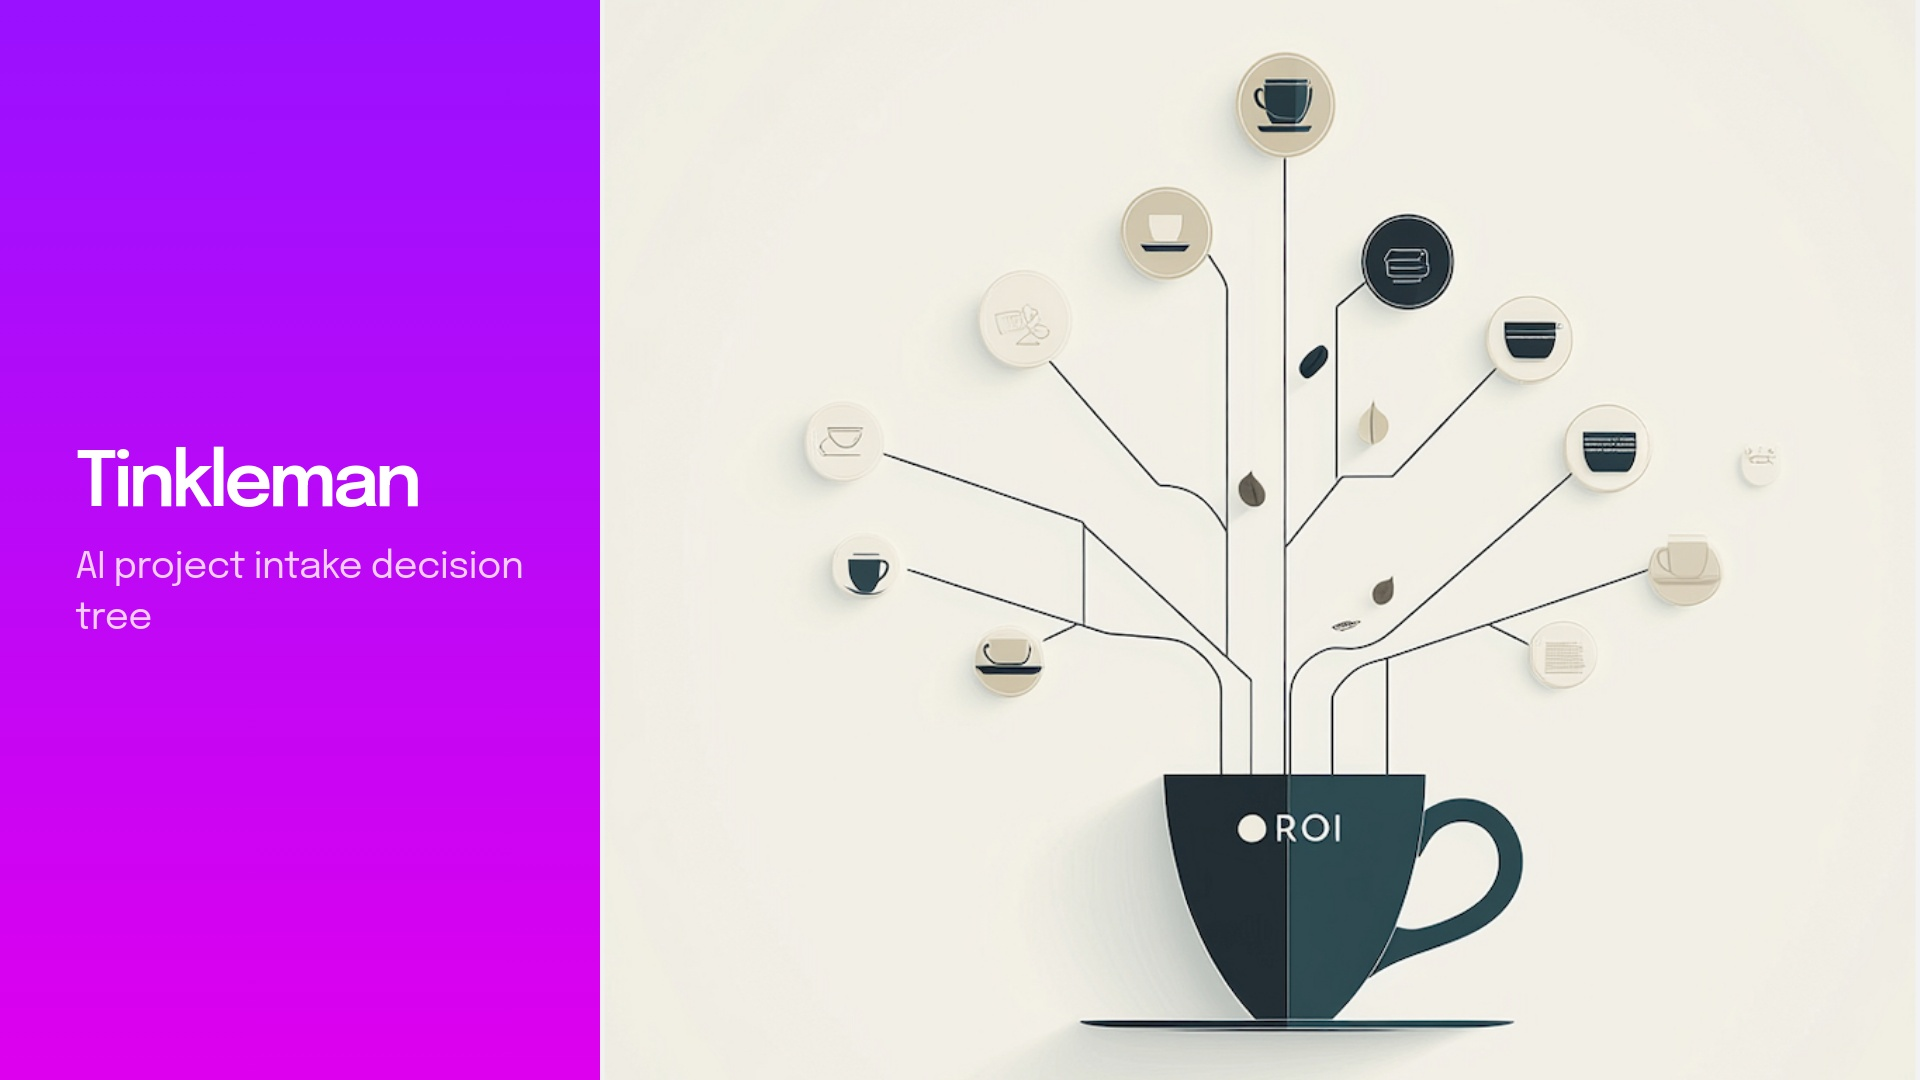 Tinkleman
AI project intake decision
tree
ROI